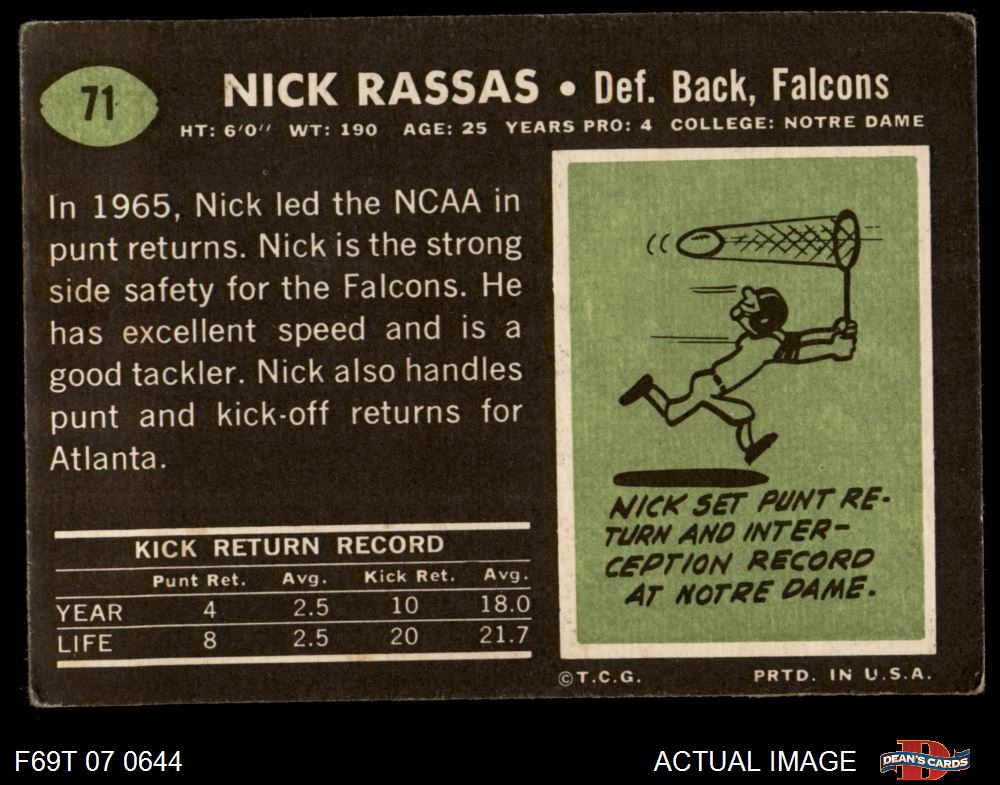 71
NICK RASSAS • Def. Back, Falcons
HT: 6'0" WT: 190 AGE: 25 YEARS PRO: 4 COLLEGE: NOTRE DAME
In 1965, Nick led the NCAA in
punt returns. Nick is the strong
side safety for the Falcons. He
has excellent speed and is a
good tackler. Nick also handles
punt and kick-off returns for
Atlanta.
KICK RETURN RECORD
Punt Ret. Avg. Kick Ret. Avg.
YEAR 4 2.5 10 18.0
LIFE 8 2.5 20 21.7
NICK SET PUNT RE-
TURN AND INTER-
CEPTION RECORD
AT NOTRE DAME.
©T.C.G. PRTD. IN U.S.A.
F69T 07 0644 ACTUAL IMAGE D DEAN'S CARDS